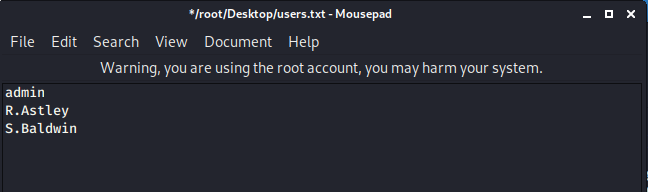 */root/Desktop/users.txt - Mousepad
File Edit Search View Document Help
Warning, you are using the root account, you may harm your system.
admin
R.Astley
S.Baldwin